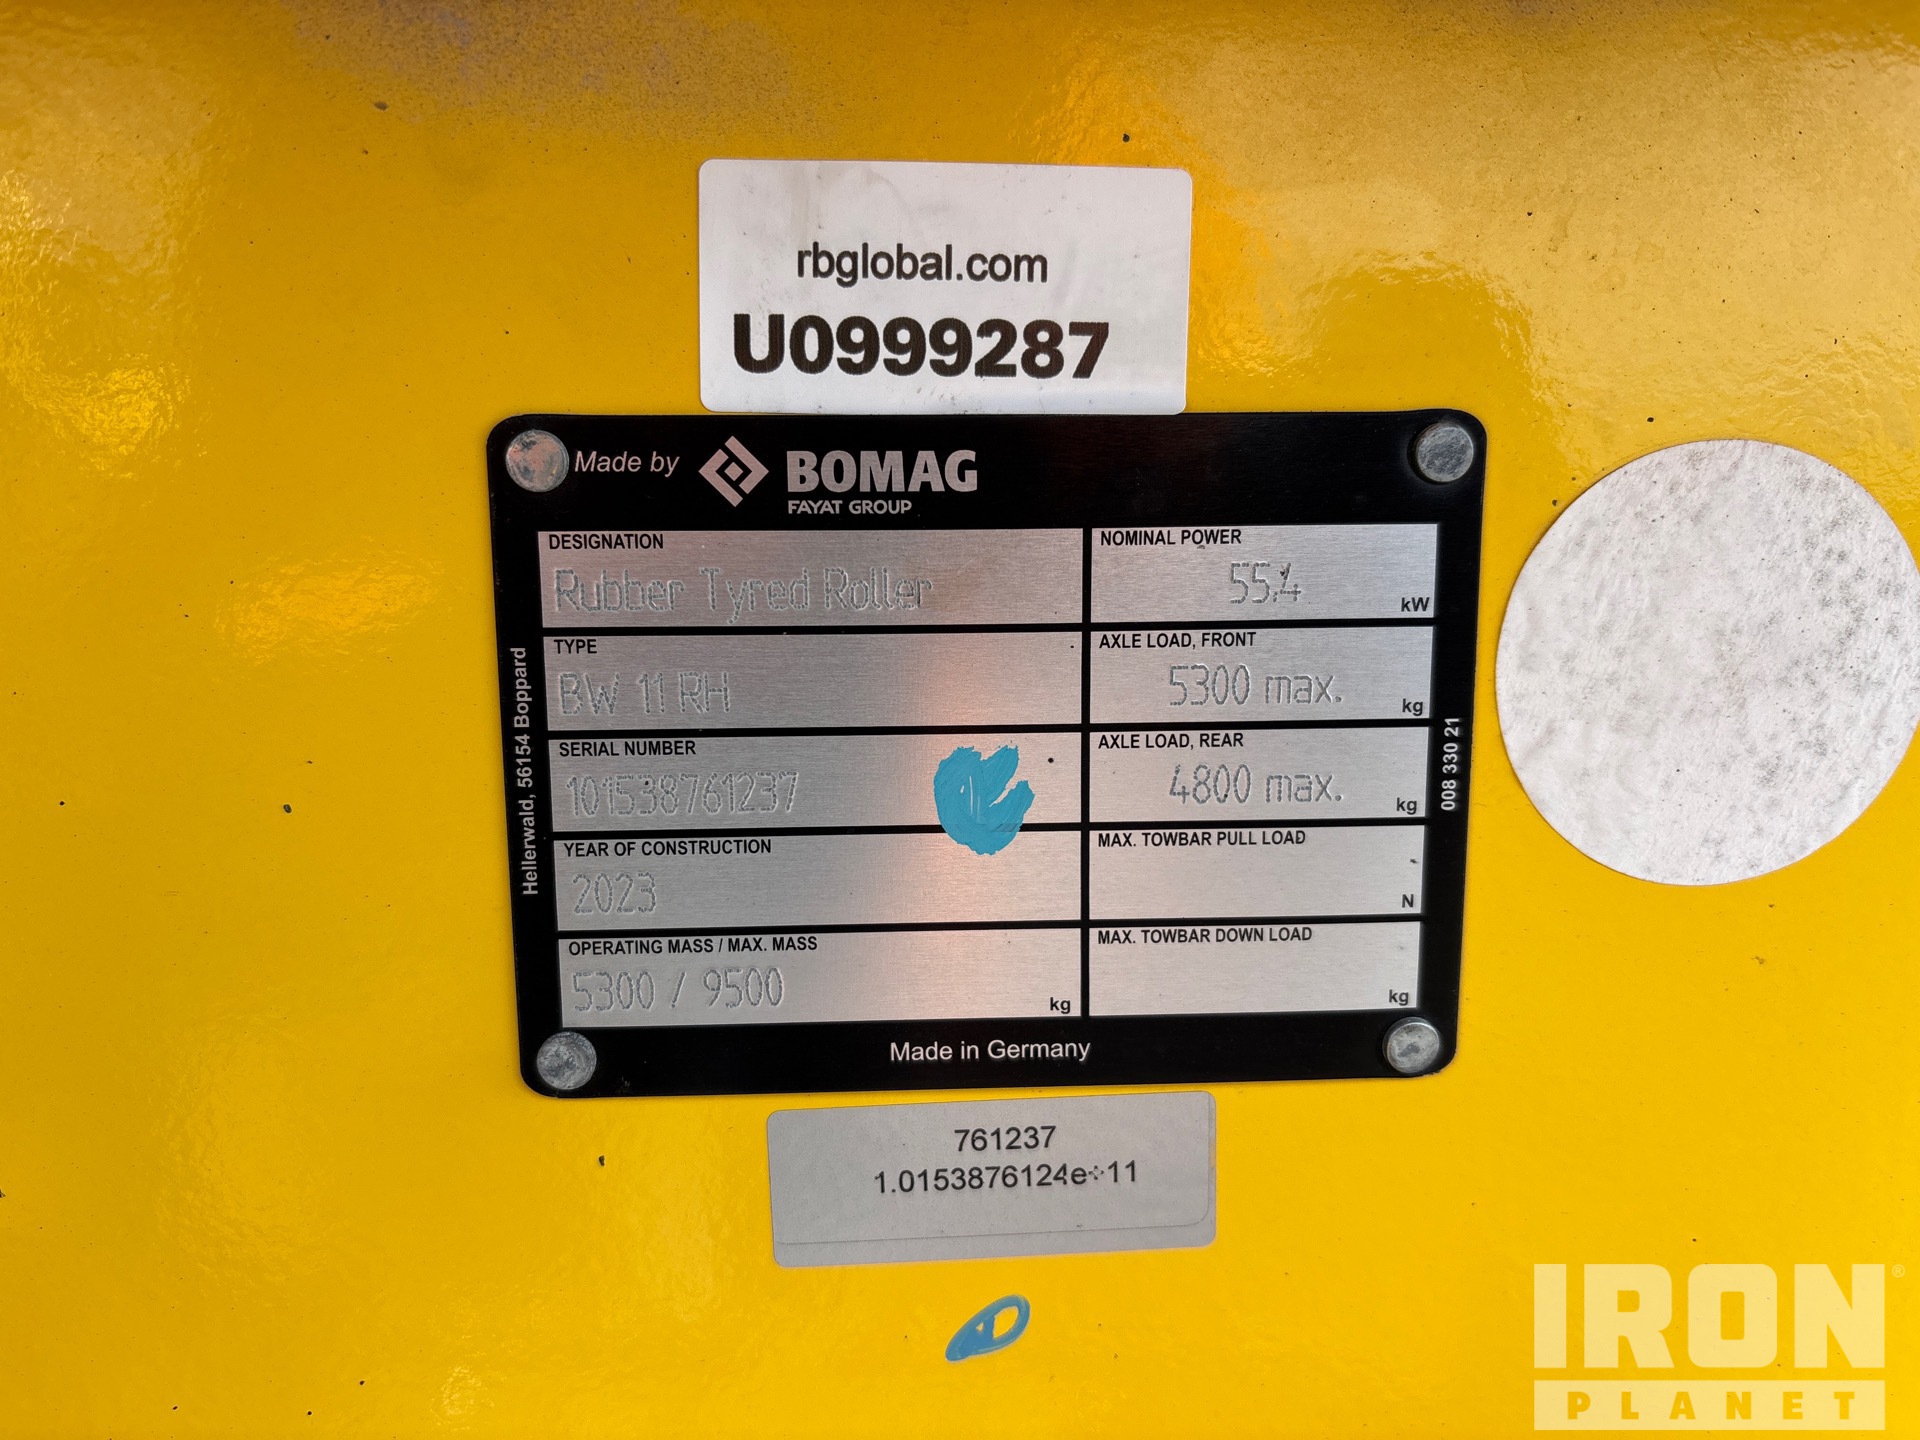 rbglobal.com
U0999287
Made by BOMAG
FAYAT GROUP
DESIGNATION
Rubber Tyred Roller
NOMINAL POWER
55.4 kW
TYPE
BW 11 RH
AXLE LOAD, FRONT
5300 max. kg
SERIAL NUMBER
101538761237
AXLE LOAD, REAR
4800 max. kg
YEAR OF CONSTRUCTION
2023
MAX. TOWBAR PULL LOAD
N
OPERATING MASS / MAX. MASS
5300 / 9500 kg
MAX. TOWBAR DOWN LOAD
kg
Hellerwald, 56154 Boppard
008 330 21
Made in Germany
761237
1.0153876124e+11
IRON®
PLANET